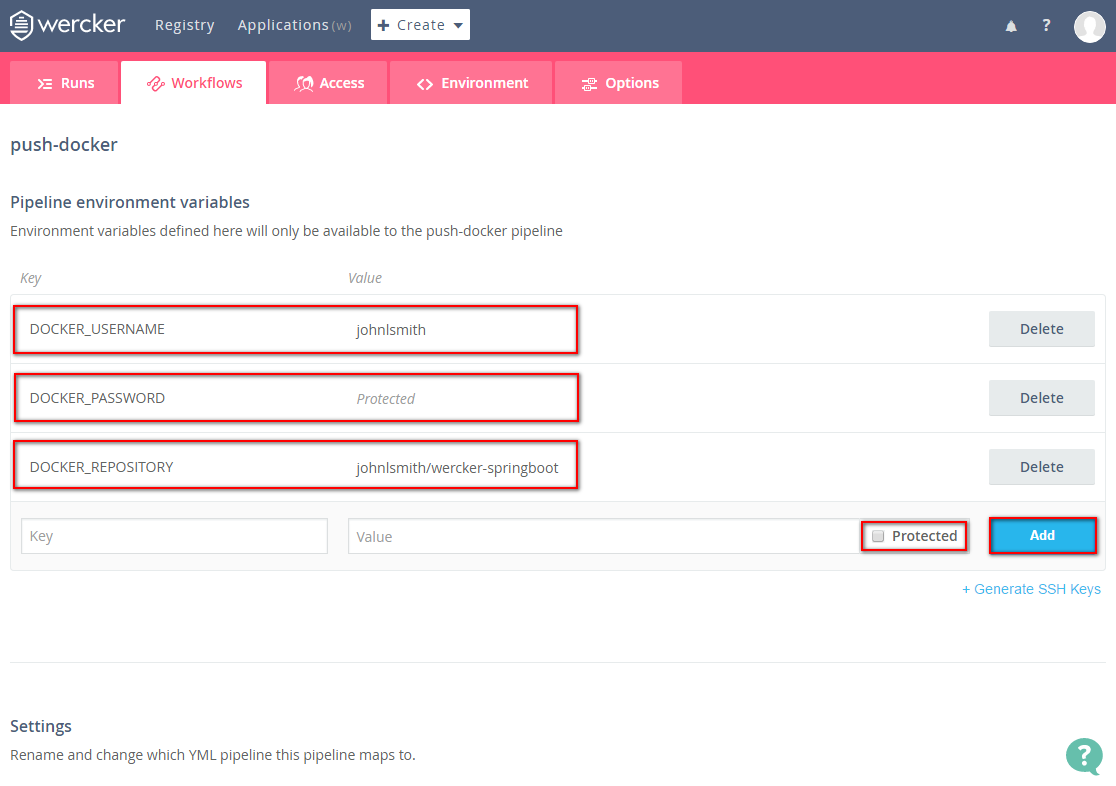 wercker Registry Applications(w) + Create ?
Runs Workflows Access Environment Options
push-docker
Pipeline environment variables
Environment variables defined here will only be available to the push-docker pipeline
Key Value
DOCKER_USERNAME johnlsmith Delete
DOCKER_PASSWORD Protected Delete
DOCKER_REPOSITORY johnlsmith/wercker-springboot Delete
Key Value Protected Add
+ Generate SSH Keys
Settings
Rename and change which YML pipeline this pipeline maps to.
?